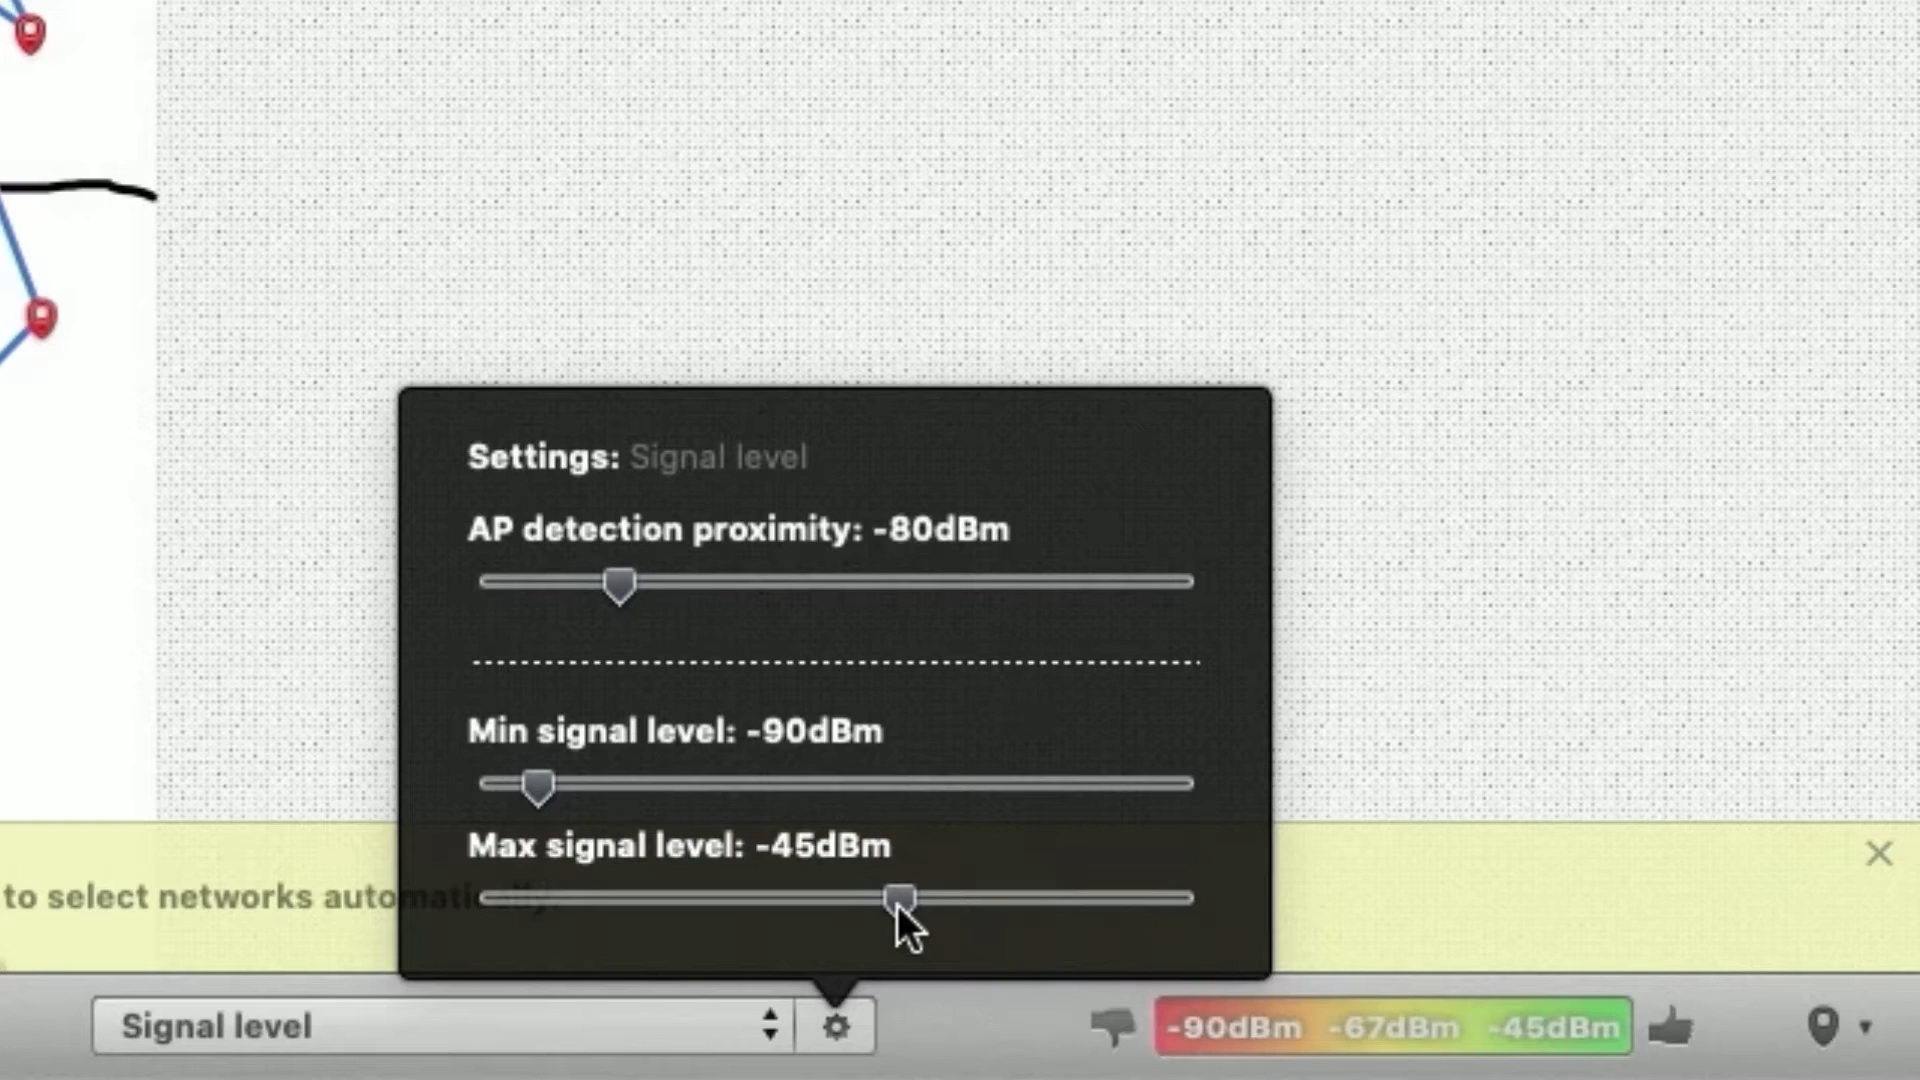 Settings: Signal level
AP detection proximity: -80dBm
Min signal level: -90dBm
Max signal level: -45dBm
to select networks automatically.
Signal level
-90dBm -67dBm -45dBm